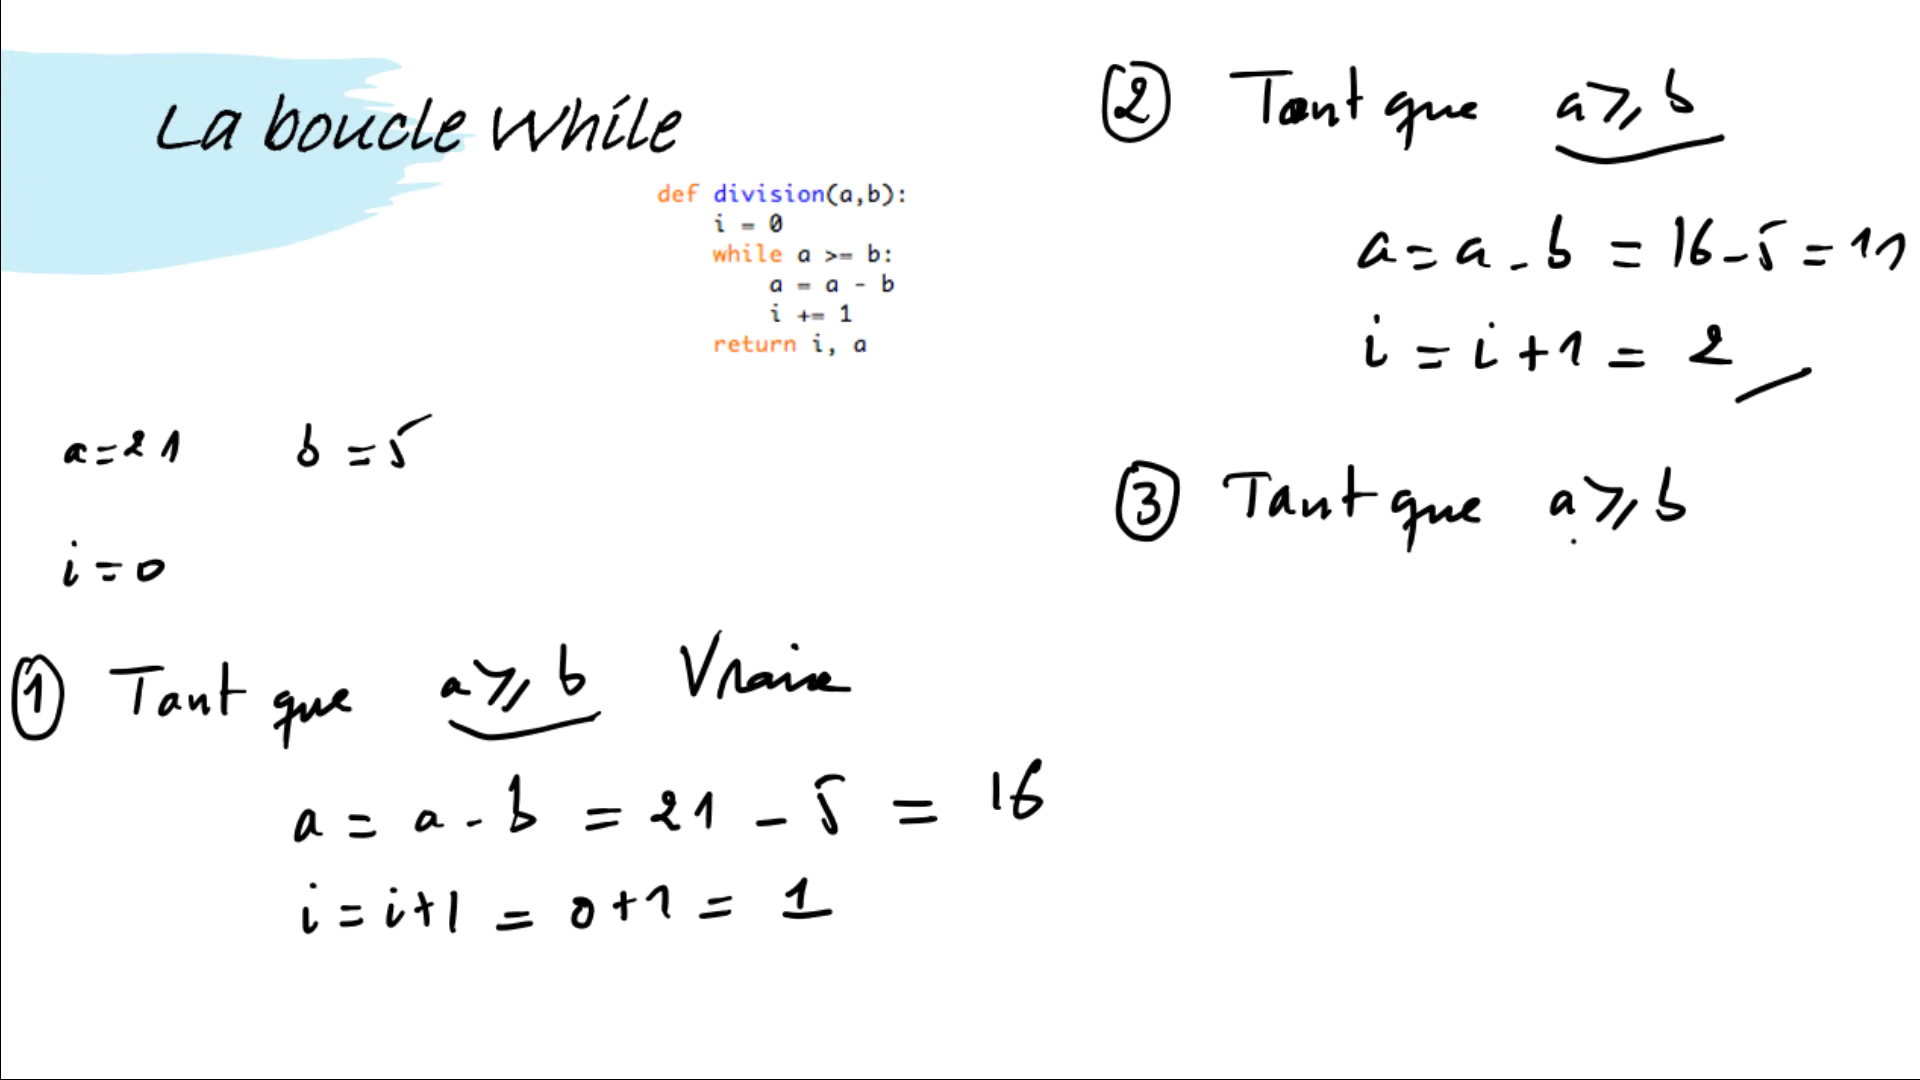 La boucle While
def division(a,b):
i = 0
while a >= b:
a = a - b
i += 1
return i, a
a=21 b=5
i=0
① Tant que a⩾b Vraie
a = a - b = 21 - 5 = 16
i = i+1 = 0+1 = 1
② Tant que a⩾b
a = a - b = 16-5 = 11
i = i+1 = 2
③ Tant que a⩾b